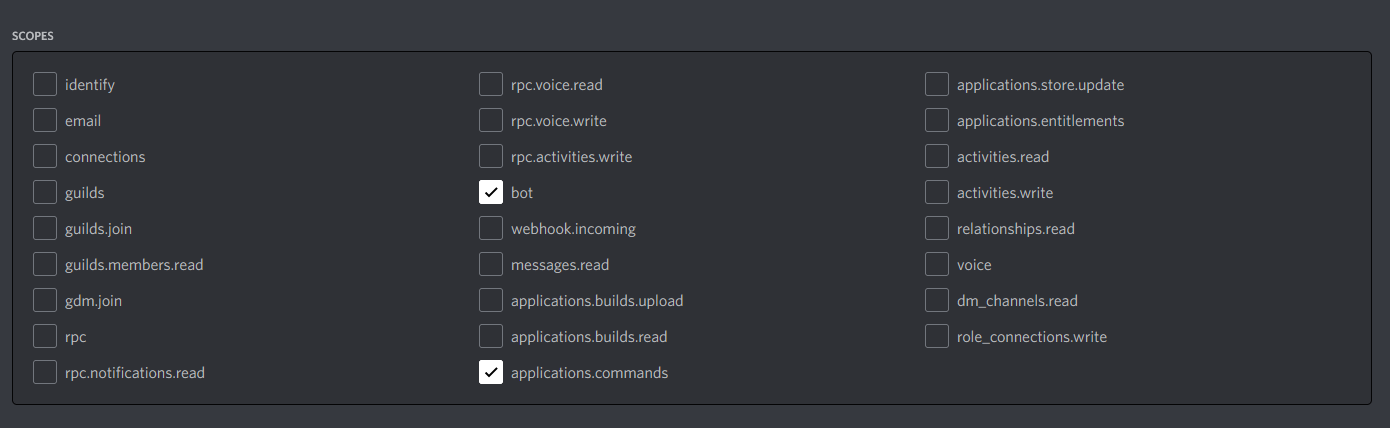 SCOPES
identify
email
connections
guilds
guilds.join
guilds.members.read
gdm.join
rpc
rpc.notifications.read
rpc.voice.read
rpc.voice.write
rpc.activities.write
bot
webhook.incoming
messages.read
applications.builds.upload
applications.builds.read
applications.commands
applications.store.update
applications.entitlements
activities.read
activities.write
relationships.read
voice
dm_channels.read
role_connections.write